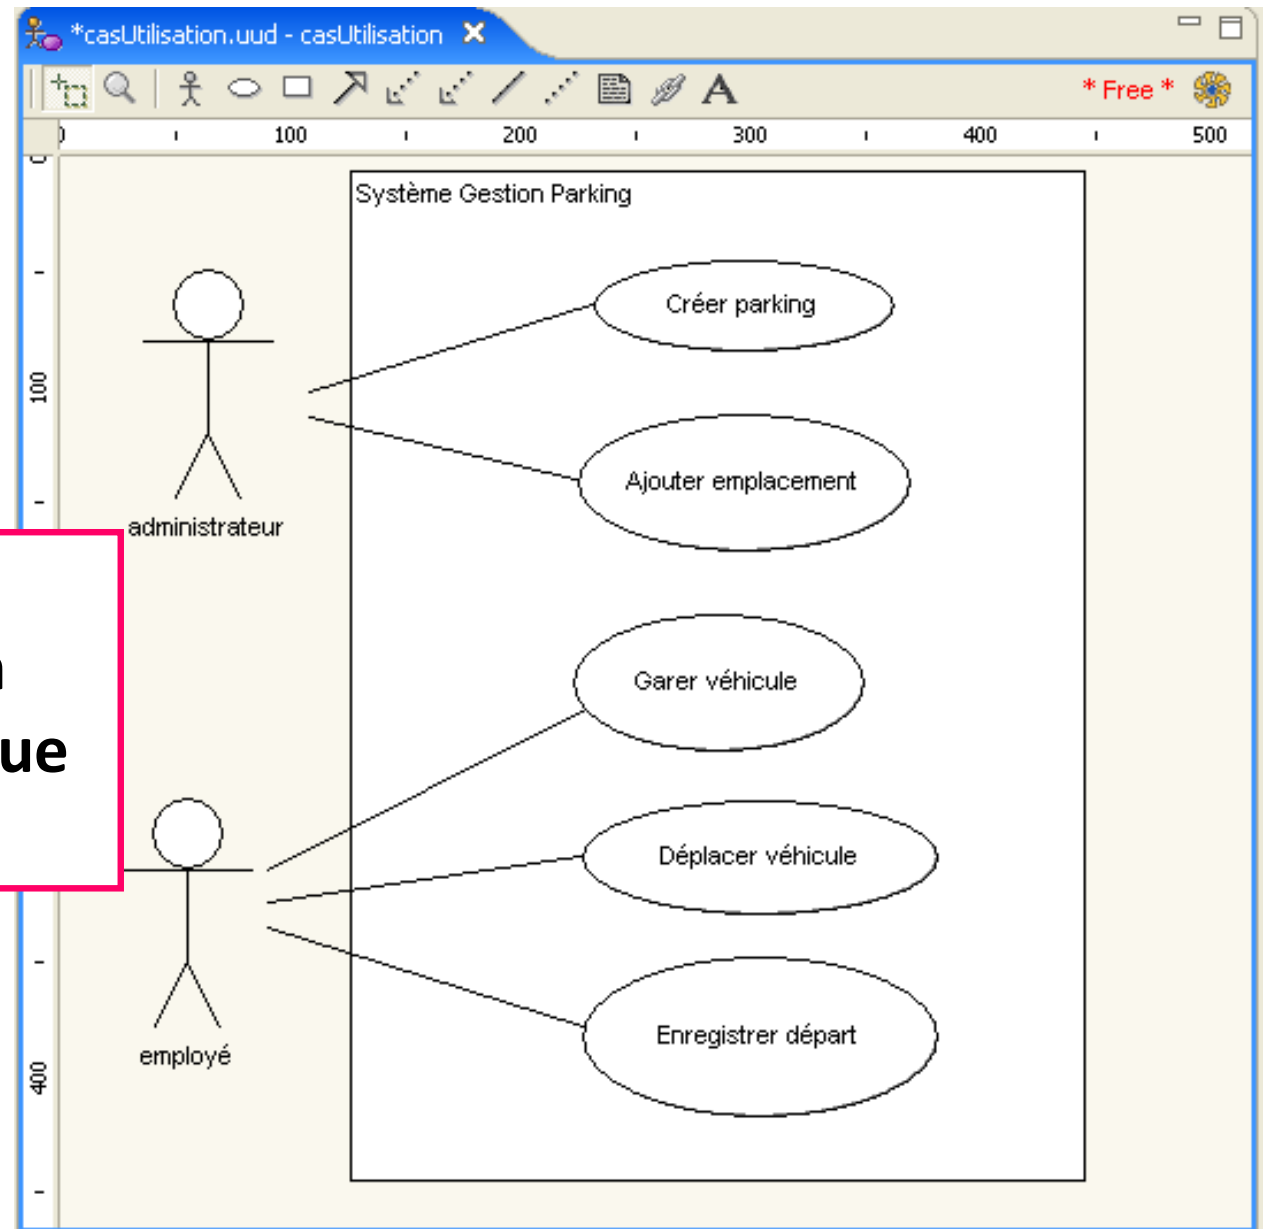 *casUtilisation.uud - casUtilisation
* Free *
0 100 200 300 400 500
Système Gestion Parking
Créer parking
100
Ajouter emplacement
administrateur
ue
Garer véhicule
Déplacer véhicule
Enregistrer départ
employé
400